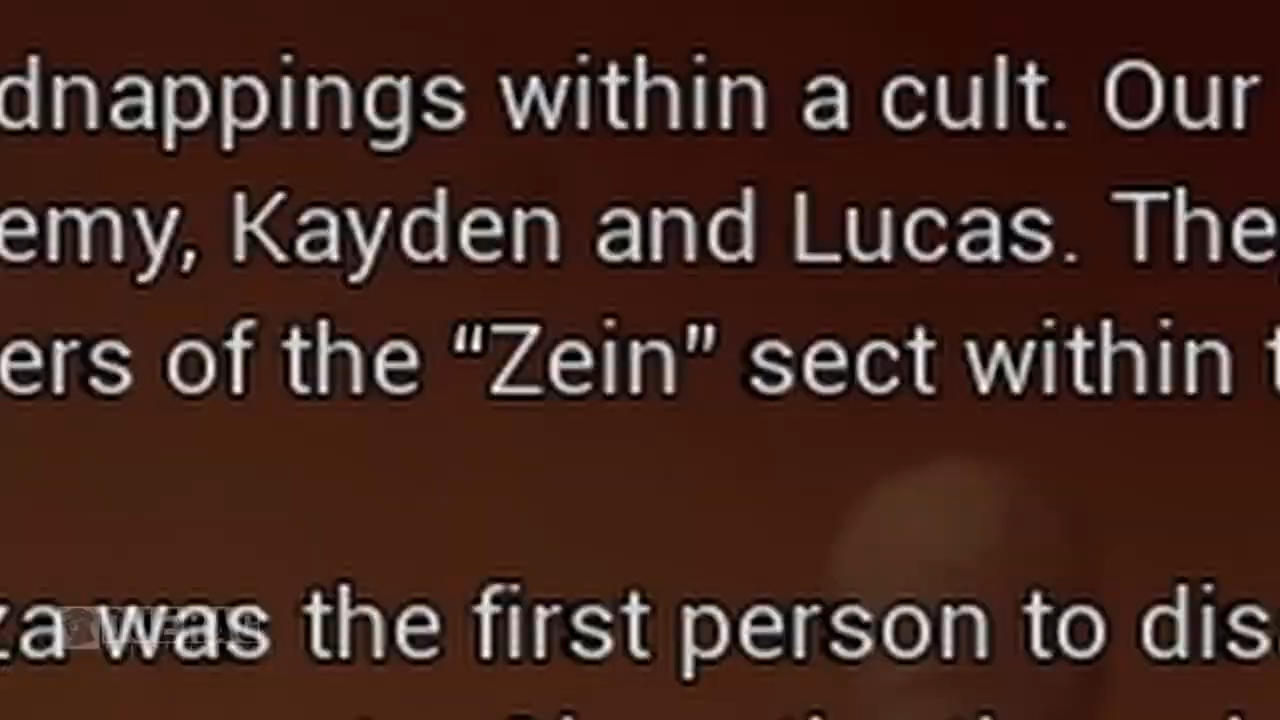 dnappings within a cult. Our
emy, Kayden and Lucas. The
ers of the “Zein” sect within t
za was the first person to dis